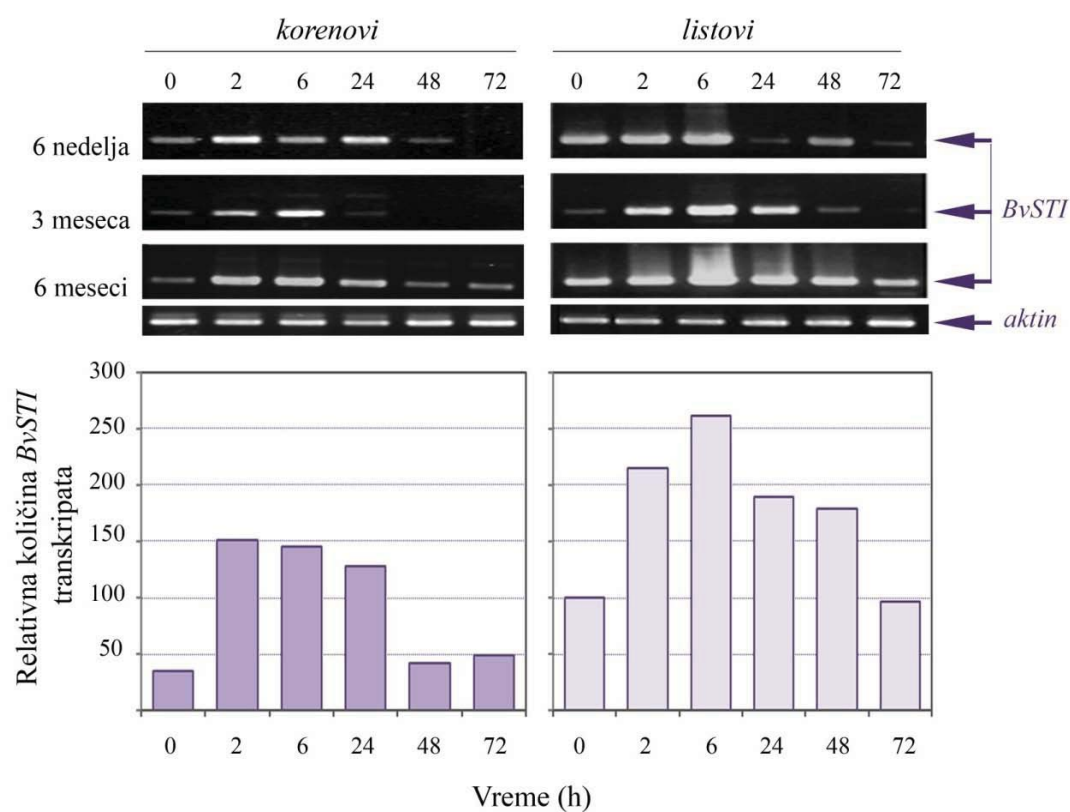 korenovi listovi
0 2 6 24 48 72 0 2 6 24 48 72
6 nedelja
3 meseca BvSTI
6 meseci
aktin
Relativna količina BvSTI
transkripata
300
250
200
150
100
50
0 2 6 24 48 72 0 2 6 24 48 72
Vreme (h)